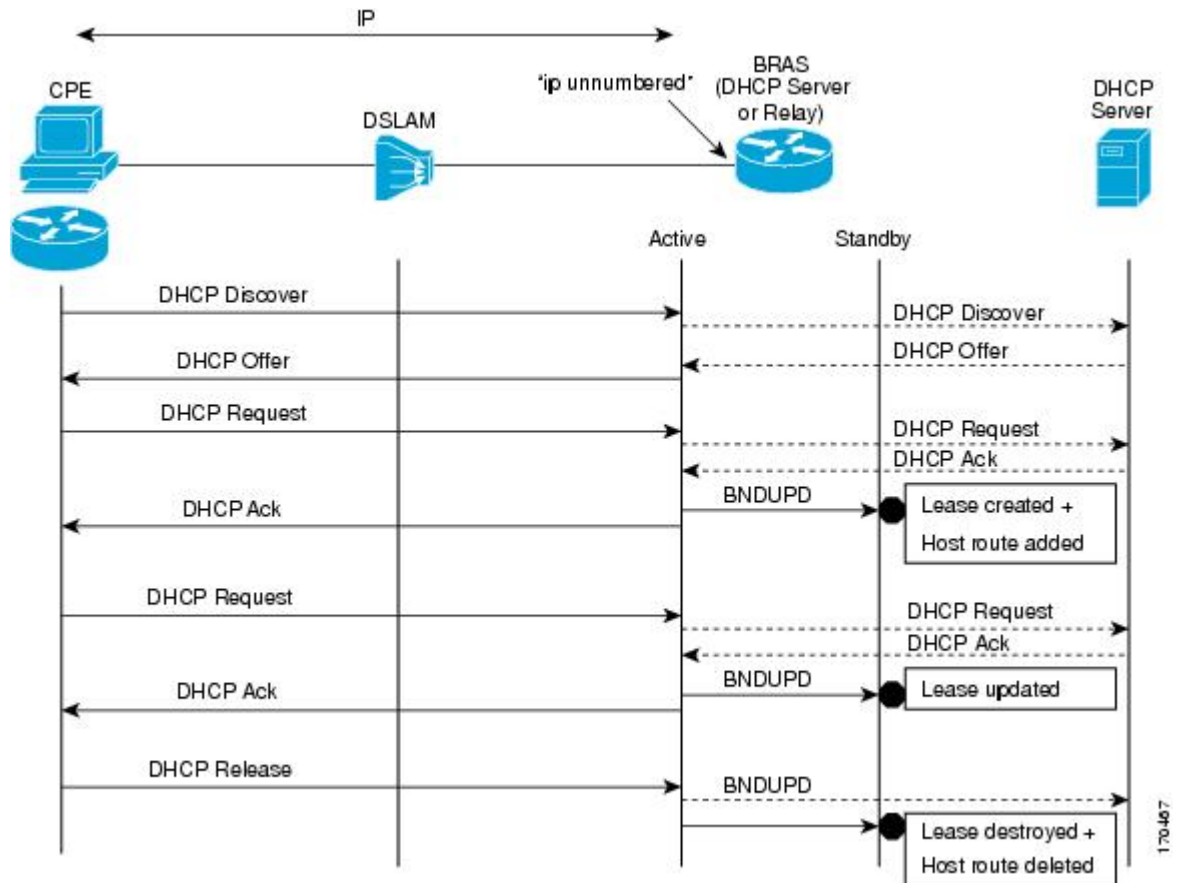 IP
"ip unnumbered"
BRAS
(DHCP Server
or Relay)
CPE
DSLAM
DHCP
Server
Active
Standby
DHCP Discover
DHCP Discover
DHCP Offer
DHCP Offer
DHCP Request
DHCP Request
DHCP Ack
BNDUPD
DHCP Ack
Lease created +
Host route added
DHCP Request
DHCP Request
DHCP Ack
BNDUPD
DHCP Ack
Lease updated
DHCP Release
BNDUPD
Lease destroyed +
Host route deleted
170467